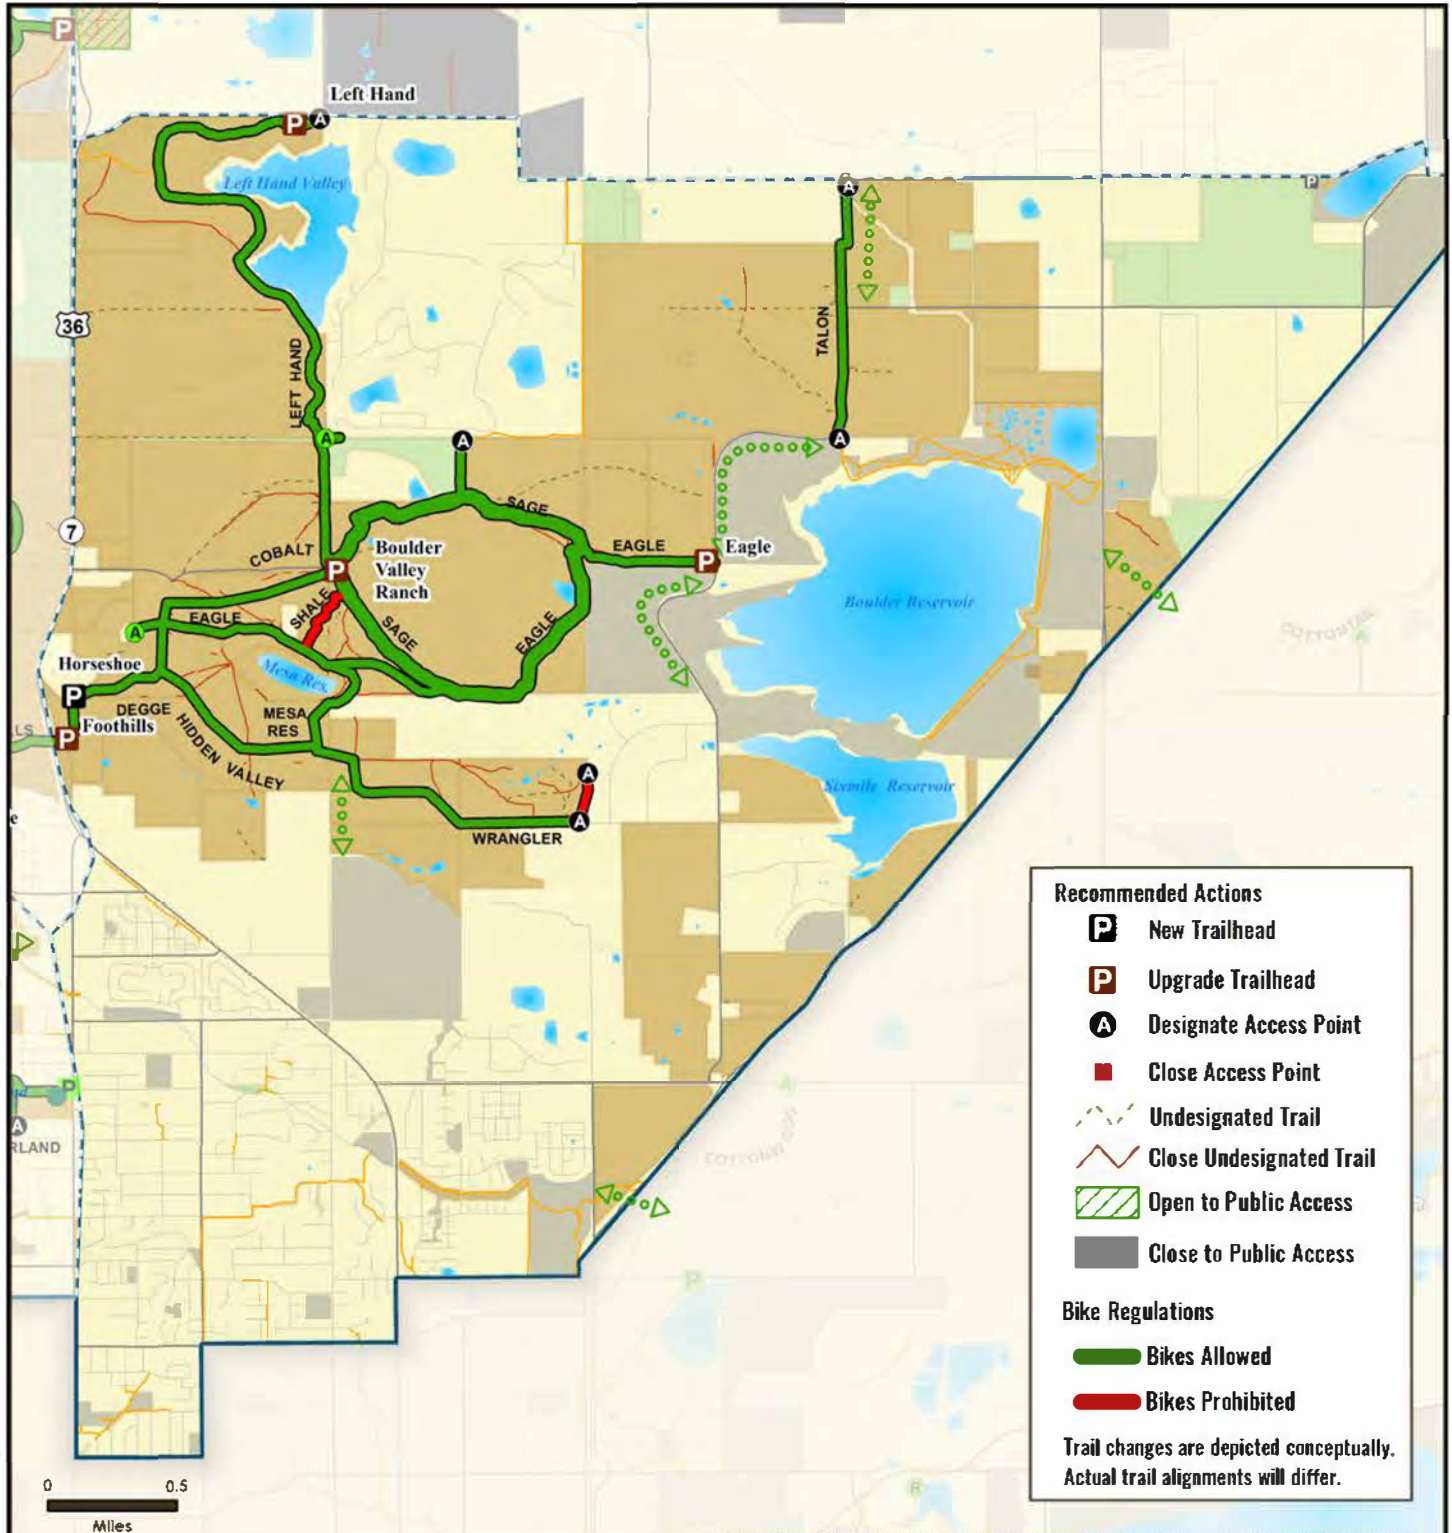 P
Left Hand
P A
Left Hand Valley
A
P
36
LEFT HAND
TALON
A
A
A
SAGE
7
COBALT
Boulder
Valley
Ranch
P
EAGLE
P
Eagle
SHALE
EAGLE
SAGE
EAGLE
A
Boulder Reservoir
COTTONTAIL
A
Horseshoe
Mesa Res.
P
DEGGE
Foothills
LS
P
HIDDEN VALLEY
MESA
RES
A
Sixmile Reservoir
e
A
WRANGLER
P
A
RLAND
A
P
P
Recommended Actions
P New Trailhead
P Upgrade Trailhead
A Designate Access Point
Close Access Point
Undesignated Trail
Close Undesignated Trail
Open to Public Access
Close to Public Access
Bike Regulations
Bikes Allowed
Bikes Prohibited
Trail changes are depicted conceptually.
Actual trail alignments will differ.
0 0.5
Miles